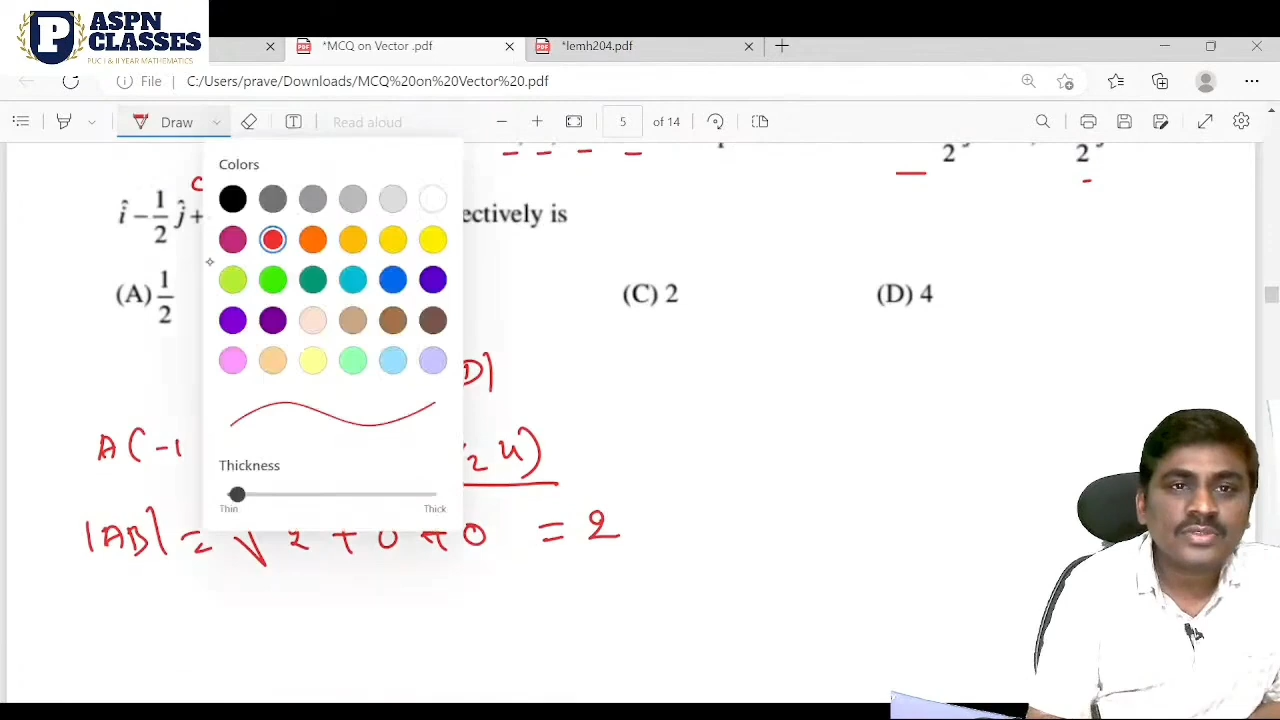 ASPN
CLASSES
PUC I & II YEAR MATHEMATICS
*MCQ on Vector .pdf
*lemh204.pdf
File
C:/Users/prave/Downloads/MCQ%20on%20Vector%20.pdf
Draw
Read aloud
5
of 14
Colors
î − 1/2 ĵ +
ectively is
(A) 1/2
(C) 2
(D) 4
D|
A(-1
2 4)
Thickness
Thin
Thick
|AB| = √2 + 0 + 0 = 2